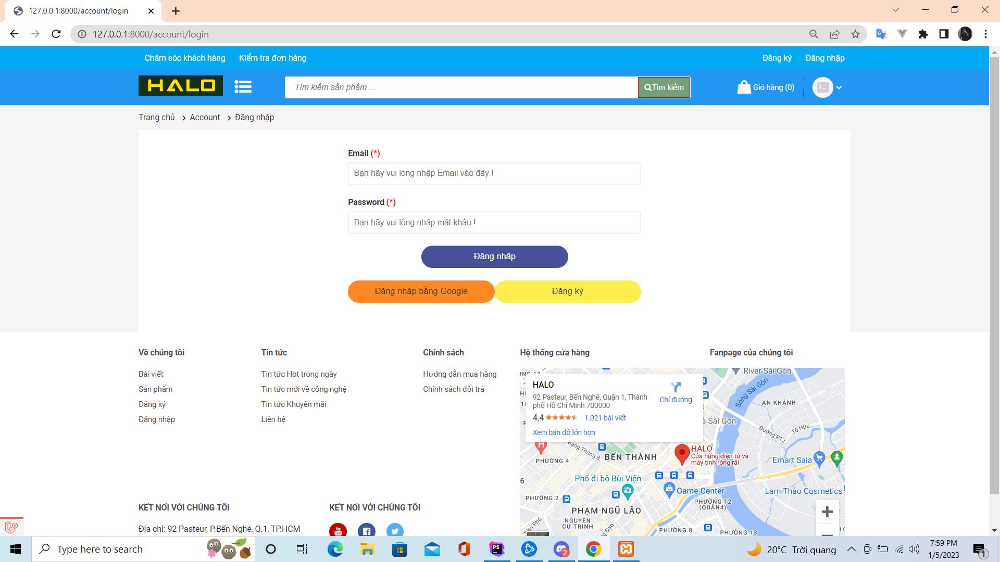 127.0.0.1:8000/account/login
127.0.0.1:8000/account/login
Chăm sóc khách hàng Kiểm tra đơn hàng Đăng ký Đăng nhập
HALO Tìm kiếm sản phẩm ... Tìm kiếm Giỏ hàng (0)
Trang chủ Account Đăng nhập
Email (*)
Bạn hãy vui lòng nhập Email vào đây !
Password (*)
Bạn hãy vui lòng nhập mật khẩu !
Đăng nhập
Đăng nhập bằng Google Đăng ký
Về chúng tôi
Bài viết
Sản phẩm
Đăng ký
Đăng nhập
Tin tức
Tin tức Hot trong ngày
Tin tức mới về công nghệ
Tin tức Khuyến mãi
Liên hệ
Chính sách
Hướng dẫn mua hàng
Chính sách đổi trả
Hệ thống cửa hàng
HALO
92 Pasteur, Bến Nghé, Quận 1, Thành
phố Hồ Chí Minh 700000
Chỉ đường
4,4 1.021 bài viết
Xem bản đồ lớn hơn
River Sài Gòn
Sông Sài Gòn
AN KHÁNH
Sài Gòn
Đường R12
Tố Hữu
Mạng Tháng 8
PHƯỜNG 4
BẾN THÀNH
HALO
Cửa hàng điện tử và
máy tính rộng rãi
Emart Sala
Phố đi bộ Bùi Viện
Game Center
Lam Thảo Cosmetics
PHƯỜNG 2
PHƯỜNG 12
(QUẬN4)
PHẠM NGŨ LÃO
NGUYỄN
CƯ TRINH
PHƯỜNG 8
PHƯỜNG 13
Fanpage của chúng tôi
KẾT NỐI VỚI CHÚNG TÔI
Địa chỉ: 92 Pasteur, P.Bến Nghé, Q.1, TP.HCM
KẾT NỐI VỚI CHÚNG TÔI
Type here to search
PS
2
20°C Trời quang
7:59 PM
1/5/2023
1